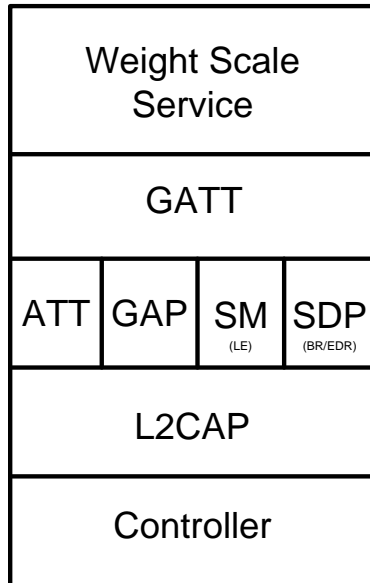 Weight Scale
Service
GATT
ATT GAP SM SDP
(LE) (BR/EDR)
L2CAP
Controller